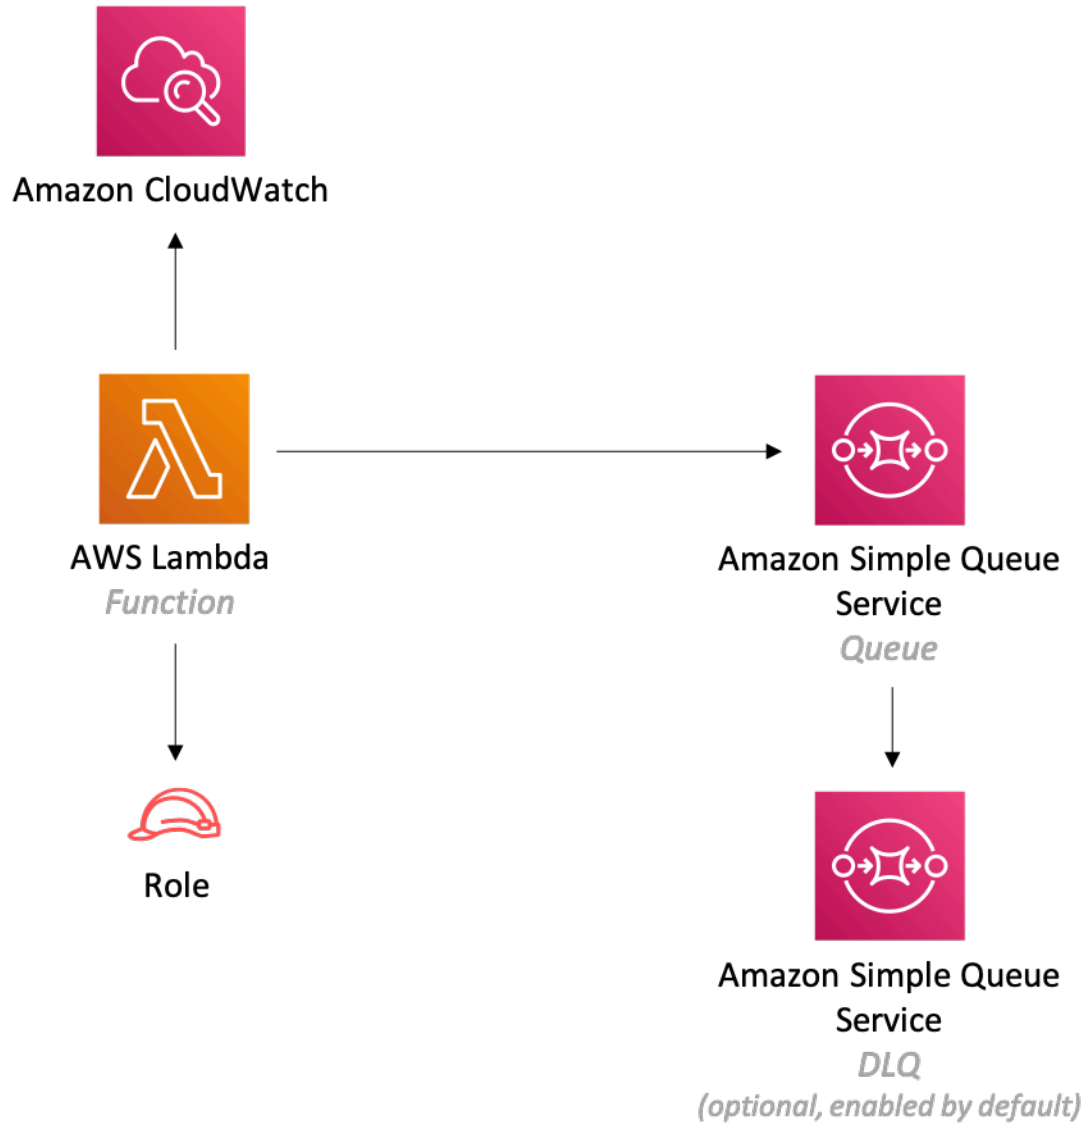 Amazon CloudWatch
AWS Lambda
Function
Amazon Simple Queue
Service
Queue
Role
Amazon Simple Queue
Service
DLQ
(optional, enabled by default)